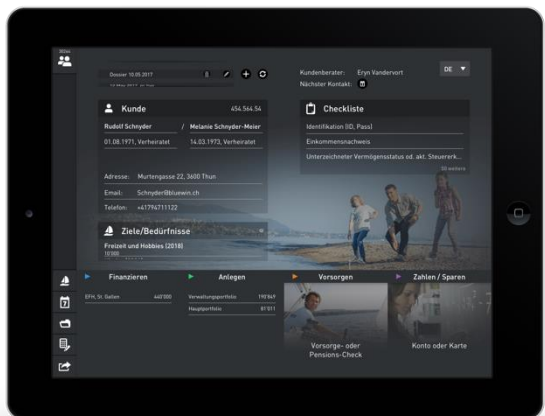 Dossier 10.05.2017
Kundenberater: Eryn Vandervort
DE
Nächster Kontakt:
Kunde 454.564.54
Rudolf Schnyder / Melanie Schnyder-Meier
01.08.1971, Verheiratet 14.03.1973, Verheiratet
Adresse: Murtengasse 22, 3600 Thun
Email: Schnyder@bluewin.ch
Telefon: +41794711122
Checkliste
Identifikation (ID, Pass)
Einkommensnachweis
Unterzeichneter Vermögensstatus od. akt. Steuererk...
weitere
Ziele/Bedürfnisse
Freizeit und Hobbies (2018)
7
Finanzieren
EFH, St. Gallen 440'000
Anlegen
Verwaltungsportfolio 190'849
Hauptportfolio 81'011
Vorsorgen
Vorsorge- oder
Pensions-Check
Zahlen / Sparen
Konto oder Karte